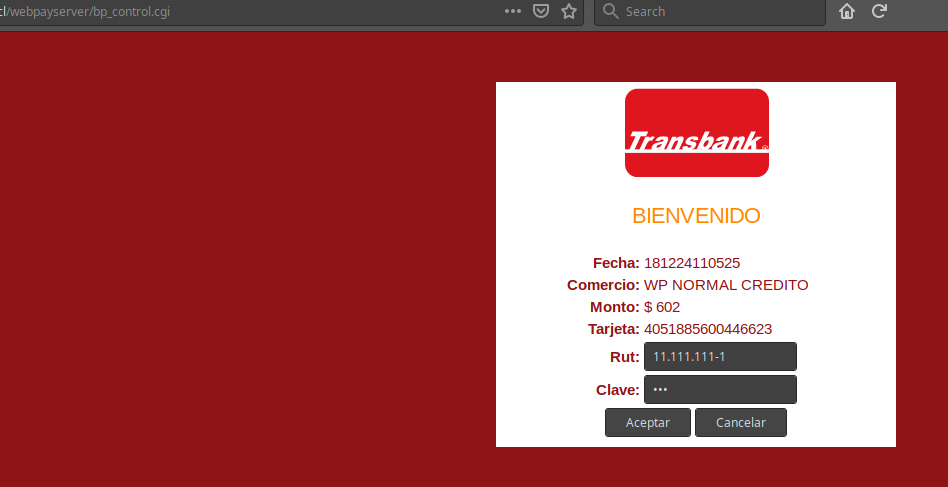 cl/webpayserver/bp_control.cgi
Search
Transbank®
BIENVENIDO
Fecha: 181224110525
Comercio: WP NORMAL CREDITO
Monto: $ 602
Tarjeta: 4051885600446623
Rut: 11.111.111-1
Clave: •••
Aceptar Cancelar